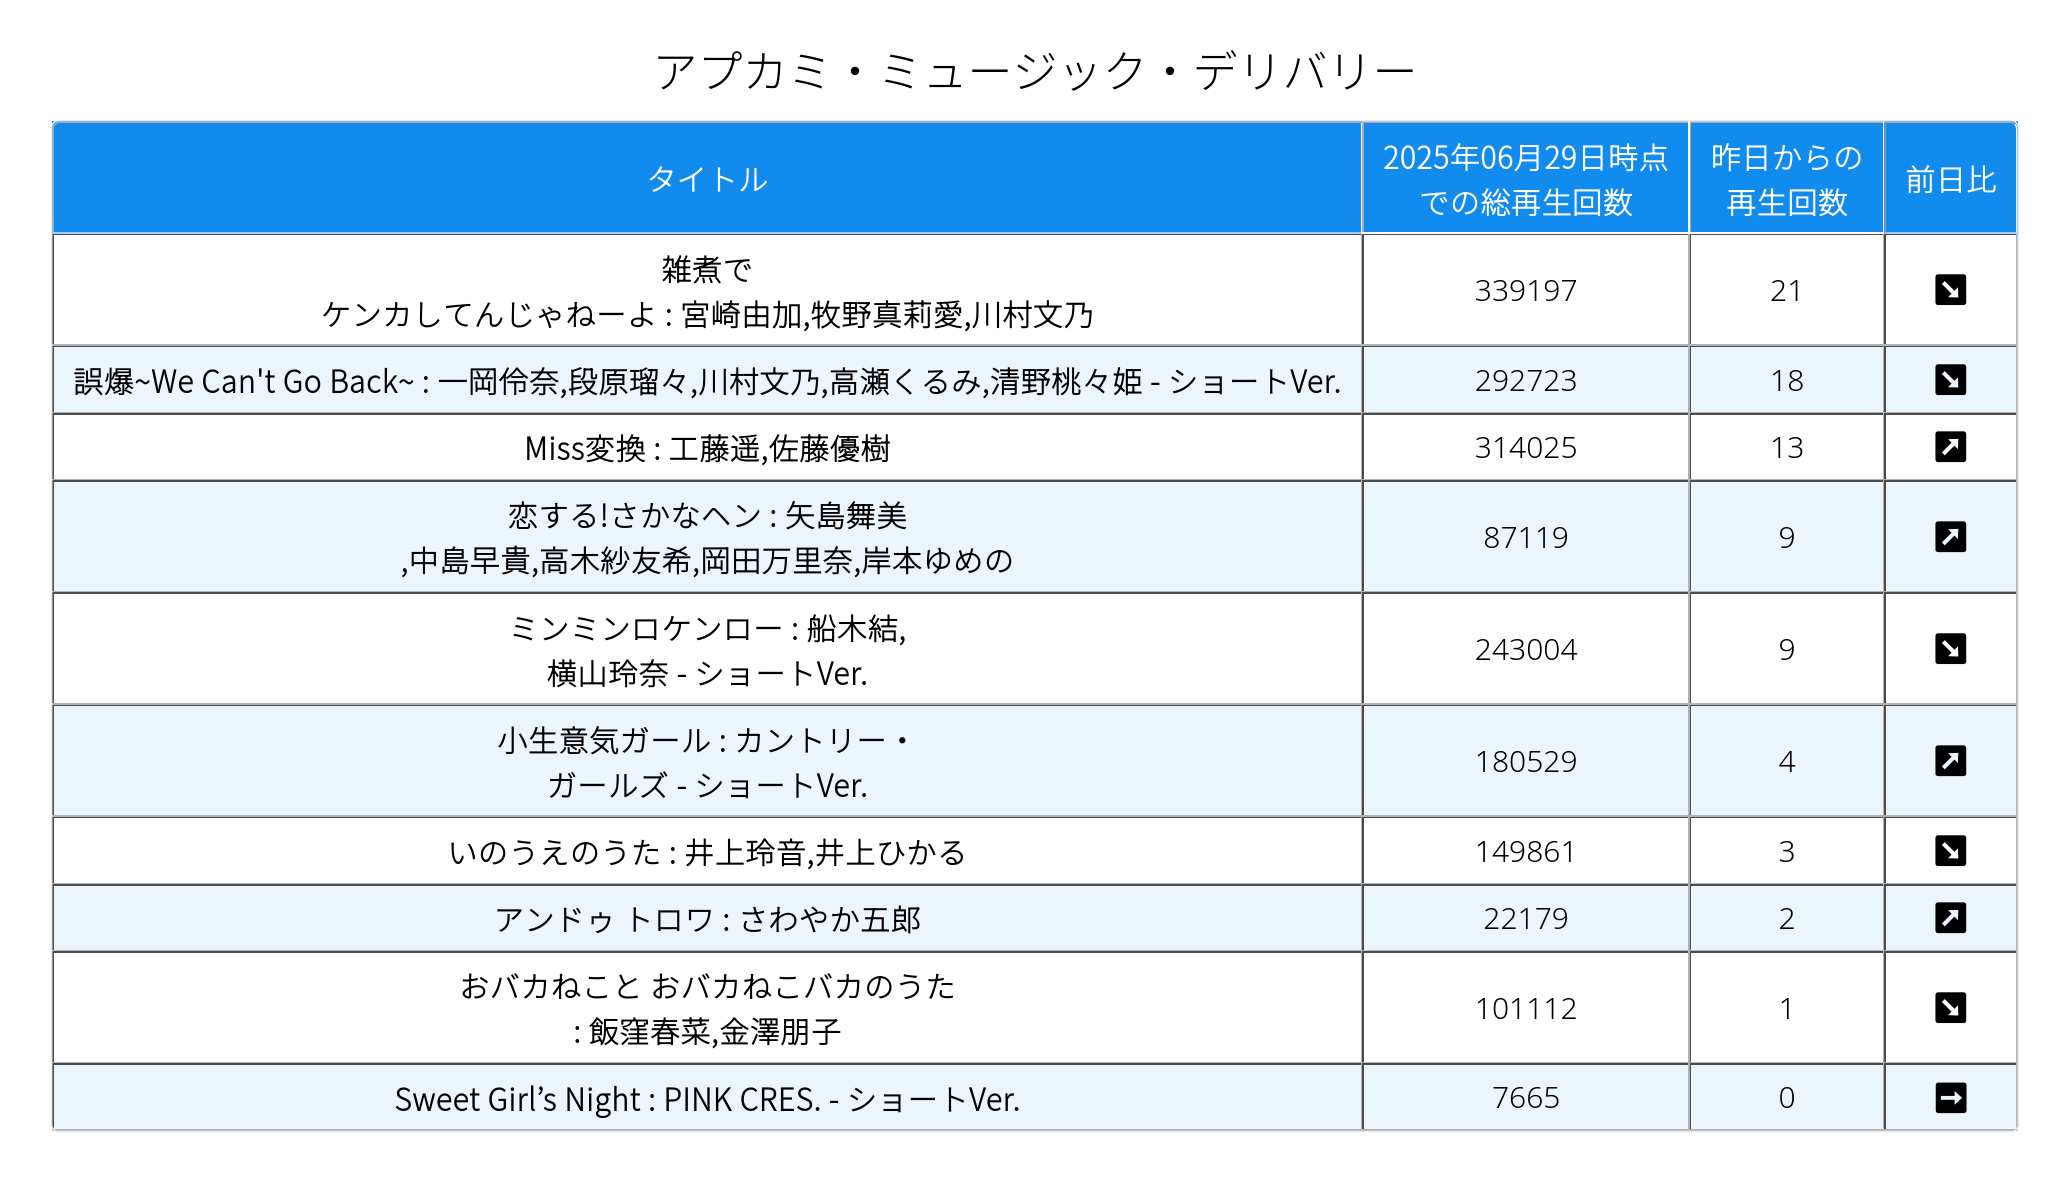 アプカミ・ミュージック・デリバリー
タイトル
2025年06月29日時点
での総再生回数
昨日からの
再生回数
前日比
雑煮で
ケンカしてんじゃねーよ : 宮崎由加,牧野真莉愛,川村文乃
339197
21
誤爆~We Can't Go Back~ : 一岡伶奈,段原瑠々,川村文乃,高瀬くるみ,清野桃々姫 - ショートVer.
292723
18
Miss変換 : 工藤遥,佐藤優樹
314025
13
恋する!さかなヘン : 矢島舞美
,中島早貴,高木紗友希,岡田万里奈,岸本ゆめの
87119
9
ミンミンロケンロー : 船木結,
横山玲奈 - ショートVer.
243004
9
小生意気ガール : カントリー・
ガールズ - ショートVer.
180529
4
いのうえのうた : 井上玲音,井上ひかる
149861
3
アンドゥ トロワ : さわやか五郎
22179
2
おバカねこと おバカねこバカのうた
: 飯窪春菜,金澤朋子
101112
1
Sweet Girl’s Night : PINK CRES. - ショートVer.
7665
0